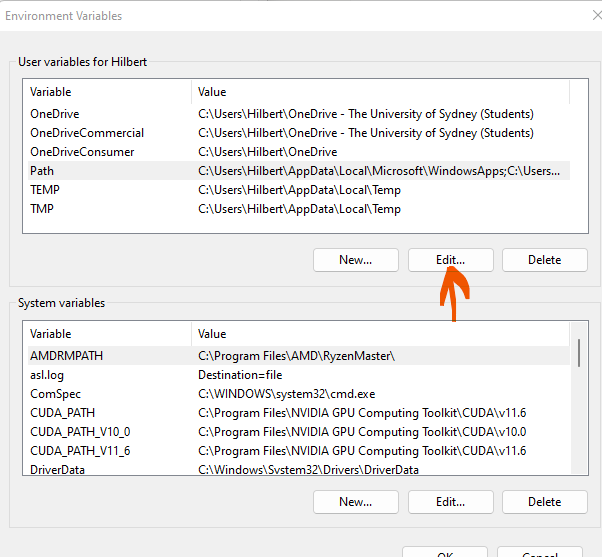 Environment Variables
User variables for Hilbert
Variable Value
OneDrive C:\Users\Hilbert\OneDrive - The University of Sydney (Students)
OneDriveCommercial C:\Users\Hilbert\OneDrive - The University of Sydney (Students)
OneDriveConsumer C:\Users\Hilbert\OneDrive
Path C:\Users\Hilbert\AppData\Local\Microsoft\WindowsApps;C:\Users...
TEMP C:\Users\Hilbert\AppData\Local\Temp
TMP C:\Users\Hilbert\AppData\Local\Temp
New... Edit... Delete
System variables
Variable Value
AMDRMPATH C:\Program Files\AMD\RyzenMaster\
asl.log Destination=file
ComSpec C:\WINDOWS\system32\cmd.exe
CUDA_PATH C:\Program Files\NVIDIA GPU Computing Toolkit\CUDA\v11.6
CUDA_PATH_V10_0 C:\Program Files\NVIDIA GPU Computing Toolkit\CUDA\v10.0
CUDA_PATH_V11_6 C:\Program Files\NVIDIA GPU Computing Toolkit\CUDA\v11.6
DriverData C:\Windows\System32\Drivers\DriverData
New... Edit... Delete
OK Cancel